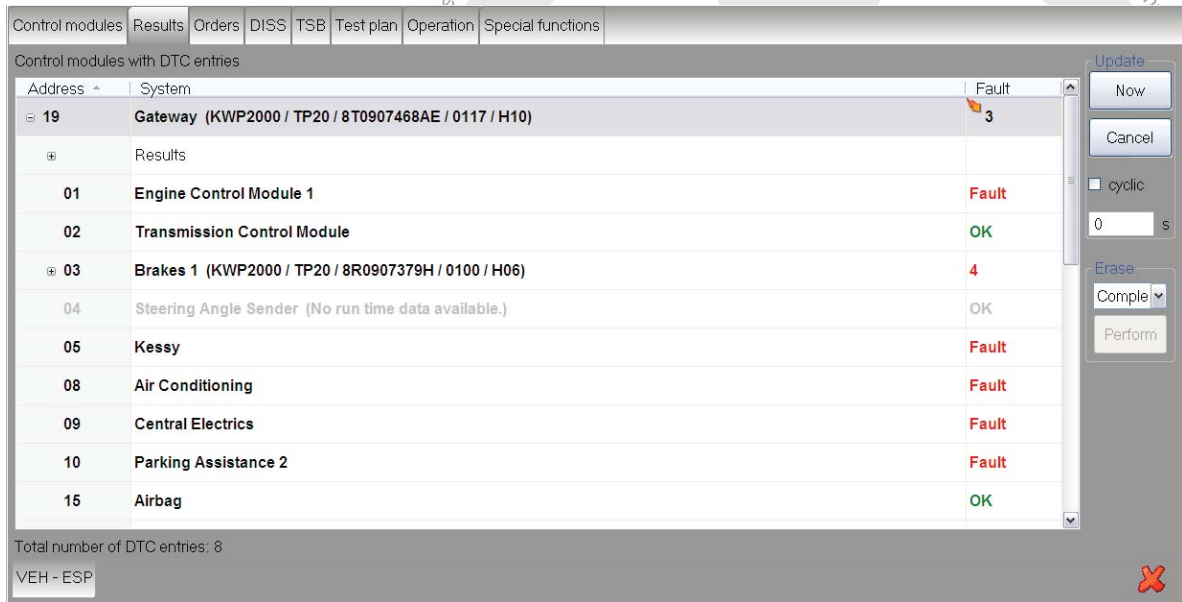 Control modules Results Orders DISS TSB Test plan Operation Special functions
Control modules with DTC entries
Update
Address System Fault
Now
19 Gateway (KWP2000 / TP20 / 8T0907468AE / 0117 / H10) 3
Cancel
Results
cyclic
01 Engine Control Module 1 Fault
0 s
02 Transmission Control Module OK
03 Brakes 1 (KWP2000 / TP20 / 8R0907379H / 0100 / H06) 4
Erase
Comple
04 Steering Angle Sender (No run time data available.) OK
Perform
05 Kessy Fault
08 Air Conditioning Fault
09 Central Electrics Fault
10 Parking Assistance 2 Fault
15 Airbag OK
Total number of DTC entries: 8
VEH - ESP